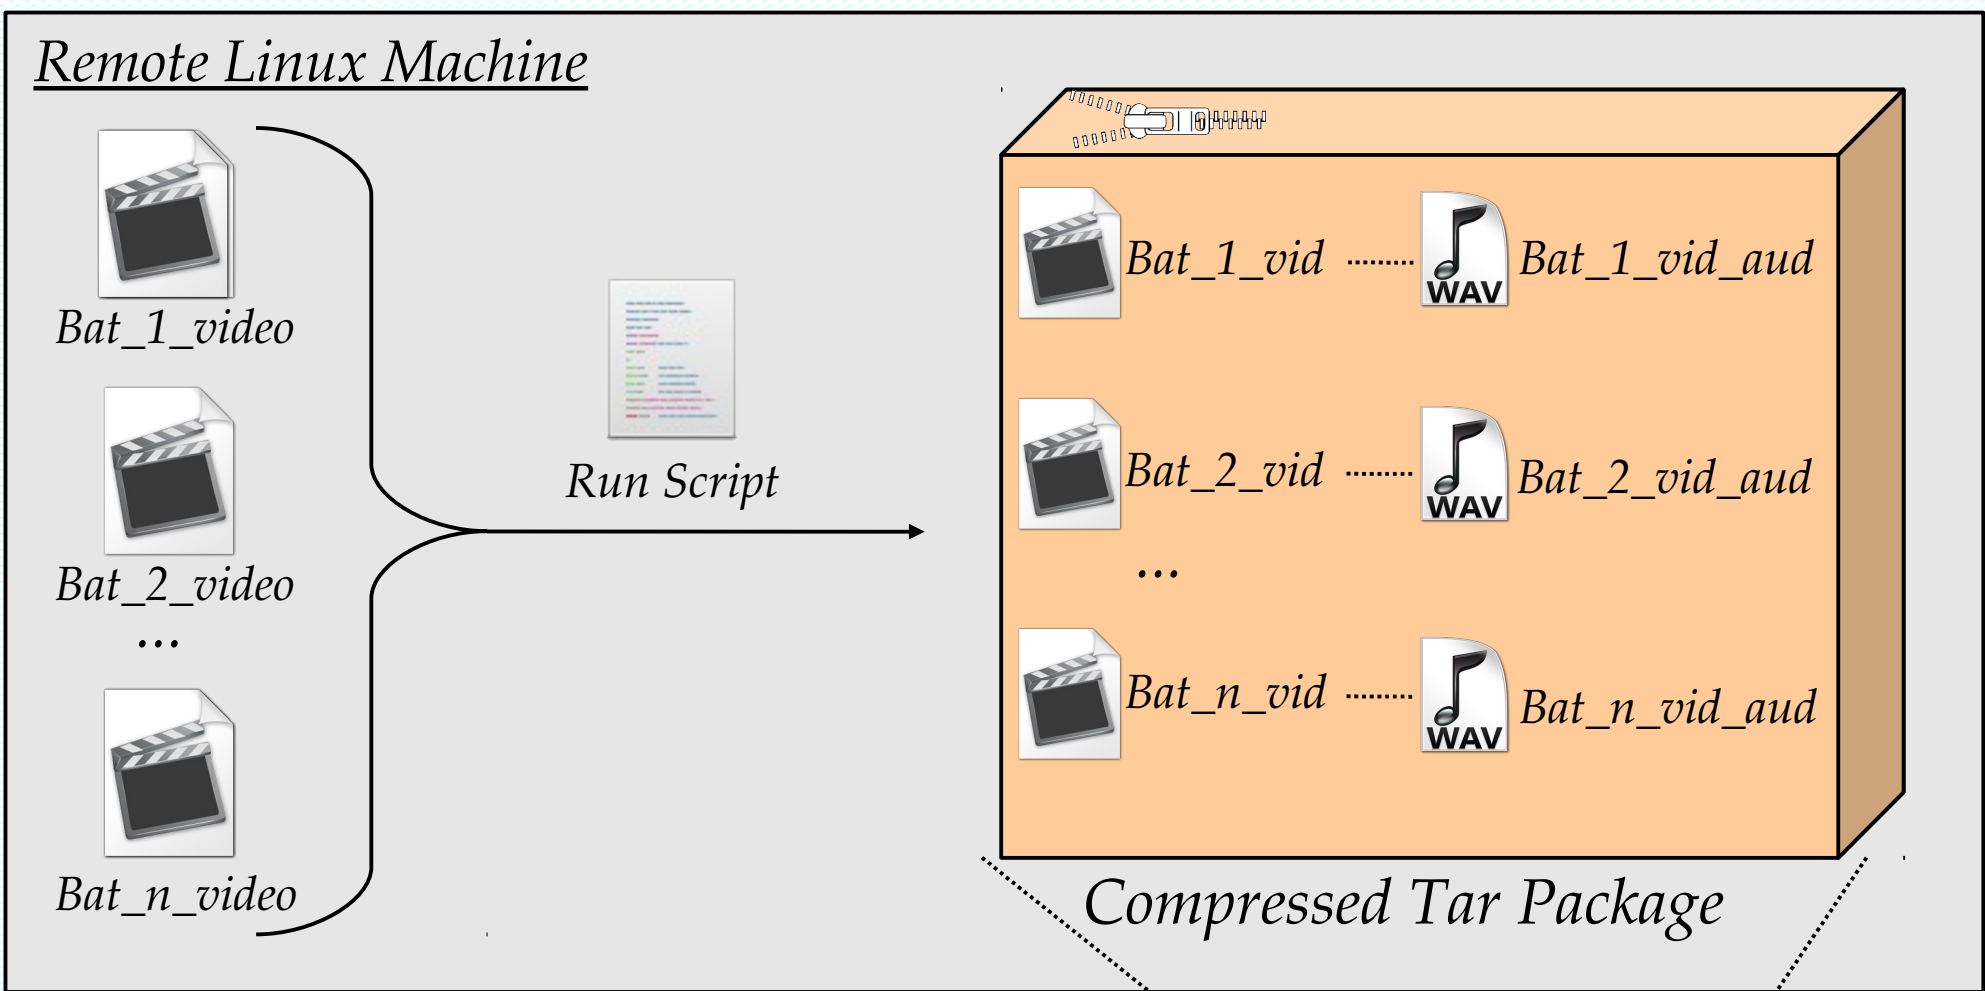 Remote Linux Machine
Bat_1_video
Bat_2_video
...
Bat_n_video
Run Script
Bat_1_vid ........ WAV Bat_1_vid_aud
Bat_2_vid ........ WAV Bat_2_vid_aud
...
Bat_n_vid ........ WAV Bat_n_vid_aud
Compressed Tar Package